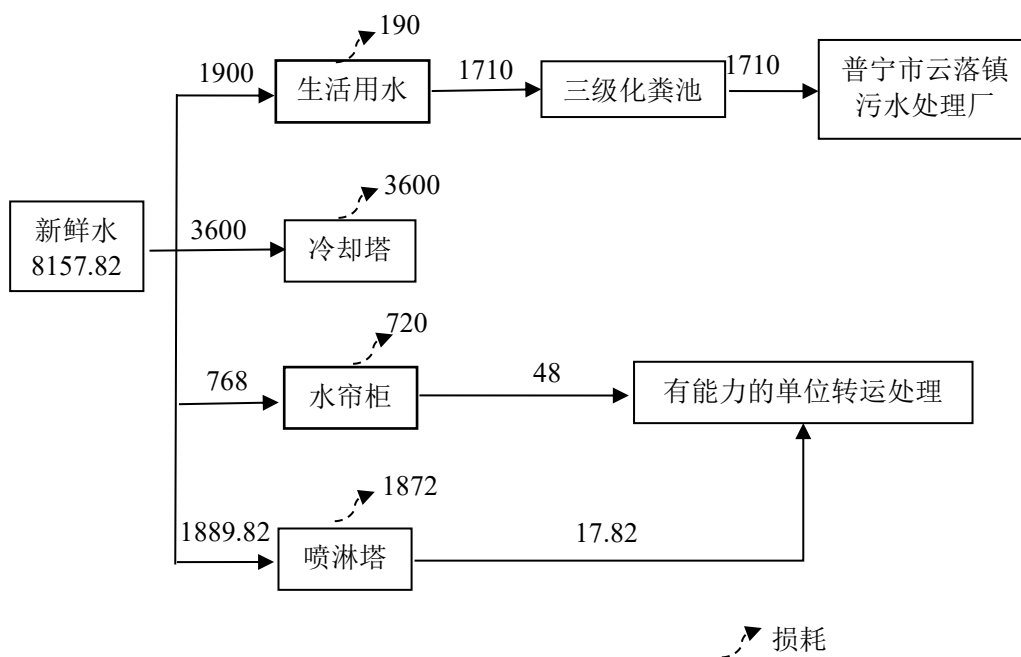 190
1900
生活用水
1710
三级化粪池
1710
普宁市云落镇
污水处理厂
3600
新鲜水
8157.82
3600
冷却塔
720
768
水帘柜
48
有能力的单位转运处理
1872
1889.82
喷淋塔
17.82
损耗